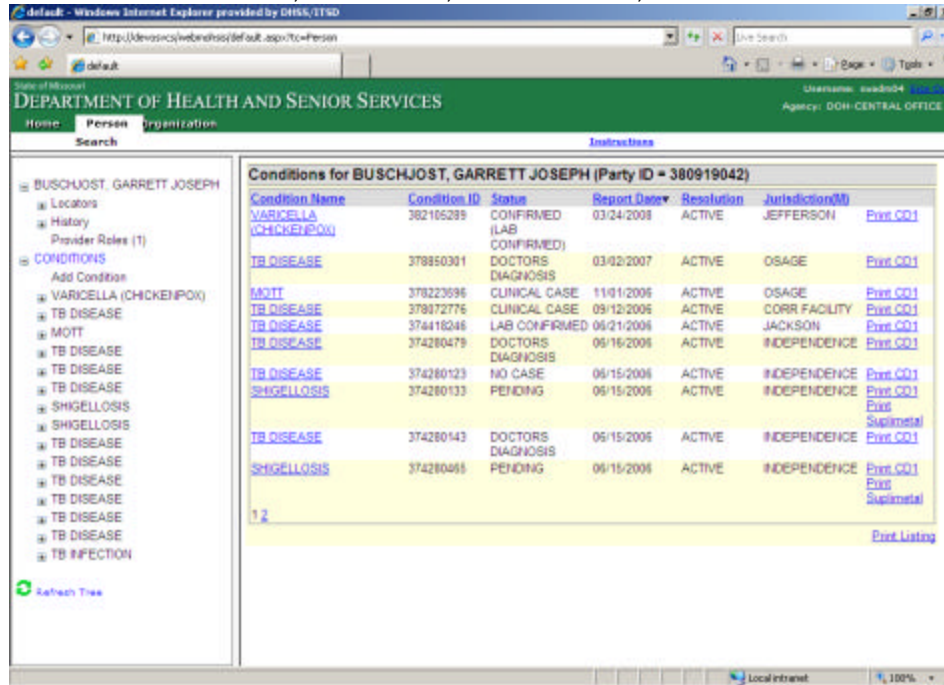 default - Windows Internet Explorer provided by DHSS/ITSD
Live Search
default
Page Tools
State of Missouri
DEPARTMENT OF HEALTH AND SENIOR SERVICES
Agency: DOH-CENTRAL OFFICE
Home Person Organization
Search Instructions
BUSCHJOST, GARRETT JOSEPH
Locators
History
Provider Roles (1)
CONDITIONS
Add Condition
VARICELLA (CHICKENPOX)
TB DISEASE
MOTT
TB DISEASE
TB DISEASE
SHIGELLOSIS
SHIGELLOSIS
TB DISEASE
TB DISEASE
TB DISEASE
TB DISEASE
TB DISEASE
TB DISEASE
TB INFECTION
Refresh Tree
Conditions for BUSCHJOST, GARRETT JOSEPH (Party ID = 380919042)
Condition Name Condition ID Status Report Date▼ Resolution Jurisdiction(M)
VARICELLA 382105289 CONFIRMED 03/24/2008 ACTIVE JEFFERSON Print CD1
(CHICKENPOX) (LAB
CONFIRMED)
TB DISEASE 378850301 DOCTORS 03/02/2007 ACTIVE OSAGE Print CD1
DIAGNOSIS
MOTT 378223696 CLINICAL CASE 11/01/2006 ACTIVE OSAGE Print CD1
TB DISEASE 378072776 CLINICAL CASE 09/12/2006 ACTIVE CORR FACILITY Print CD1
TB DISEASE 374418246 LAB CONFIRMED 06/21/2006 ACTIVE JACKSON Print CD1
TB DISEASE 374280479 DOCTORS 06/16/2006 ACTIVE INDEPENDENCE Print CD1
DIAGNOSIS
TB DISEASE 374280123 NO CASE 06/15/2006 ACTIVE INDEPENDENCE Print CD1
SHIGELLOSIS 374280133 PENDING 06/15/2006 ACTIVE INDEPENDENCE Print CD1
Print
Suplimetal
TB DISEASE 374280143 DOCTORS 06/15/2006 ACTIVE INDEPENDENCE Print CD1
DIAGNOSIS
SHIGELLOSIS 374280465 PENDING 06/15/2006 ACTIVE INDEPENDENCE Print CD1
Print
Suplimetal
1 2
Print Listing
Local intranet 100%